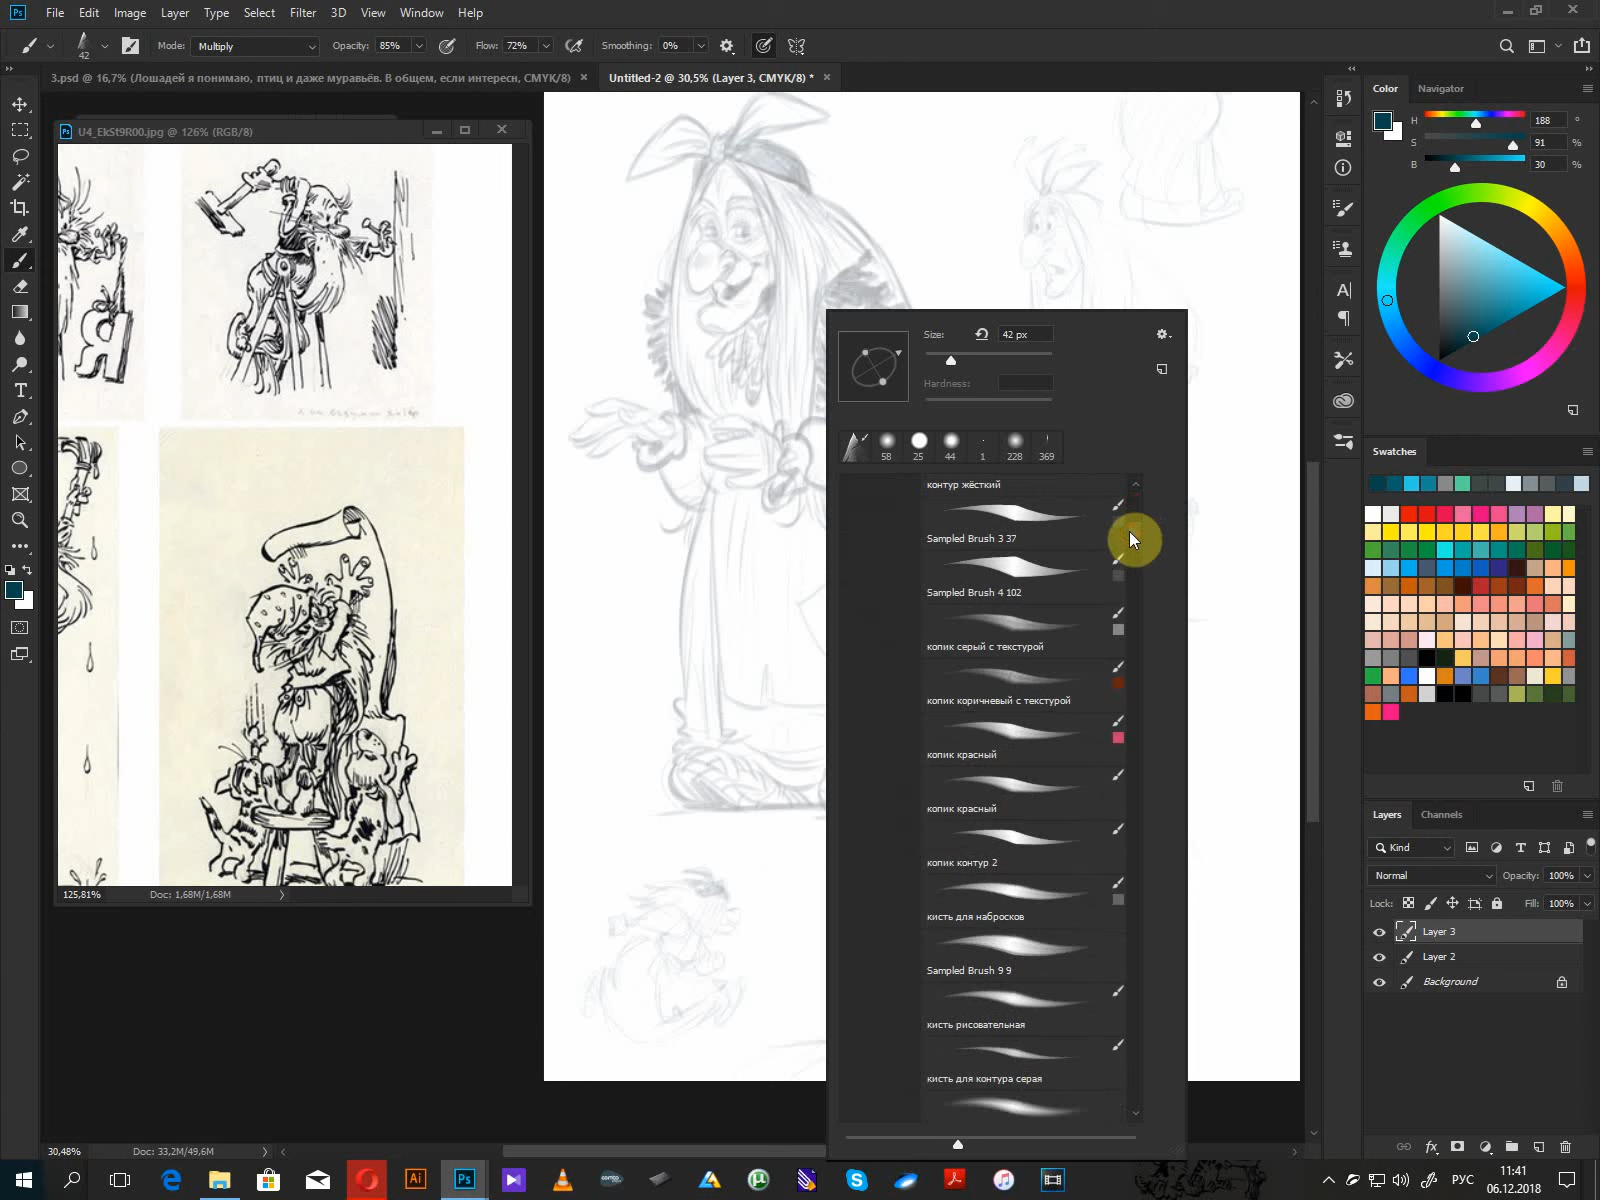 File Edit Image Layer Type Select Filter 3D View Window Help
42 Mode: Multiply Opacity: 85% Flow: 72% Smoothing: 0%
3.psd @ 16,7% (Лошадей я понимаю, птиц и даже муравьёв. В общем, если интересн, CMYK/8) Untitled-2 @ 30,5% (Layer 3, CMYK/8) *
U4_EkSt9R00.jpg @ 126% (RGB/8)
125,81% Doc: 1,68M/1,68M
Size: 42 px
Hardness:
58 25 44 1 228 369
контур жёсткий
Sampled Brush 3 37
Sampled Brush 4 102
копик серый с текстурой
копик коричневый с текстурой
копик красный
копик красный
копик контур 2
кисть для набросков
Sampled Brush 9 9
кисть рисовательная
кисть для контура серая
Color Navigator
H 188 °
S 91 %
B 30 %
Swatches
Layers Channels
Kind
Normal Opacity: 100%
Lock: Fill: 100%
Layer 3
Layer 2
Background
30,48% Doc: 33,2M/49,6M
Ai Ps РУС 11:41
06.12.2018